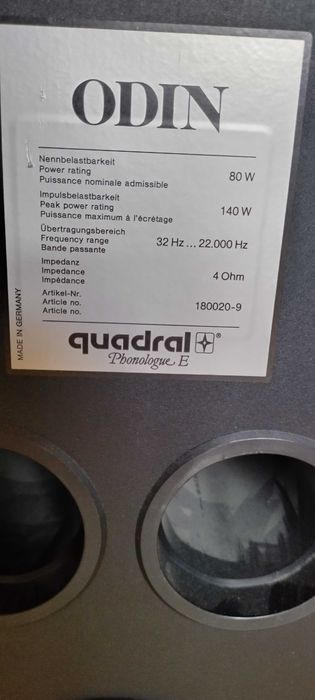 ODIN
Nennbelastbarkeit
Power rating 80 W
Puissance nominale admissible
Impulsbelastbarkeit
Peak power rating 140 W
Puissance maximum à l'écrétage
Übertragungsbereich
Frequency range 32 Hz ... 22.000 Hz
Bande passante
Impedanz
Impedance 4 Ohm
Impédance
Artikel-Nr.
Article no. 180020-9
Article no.
MADE IN GERMANY
quadral ®
Phonologue E